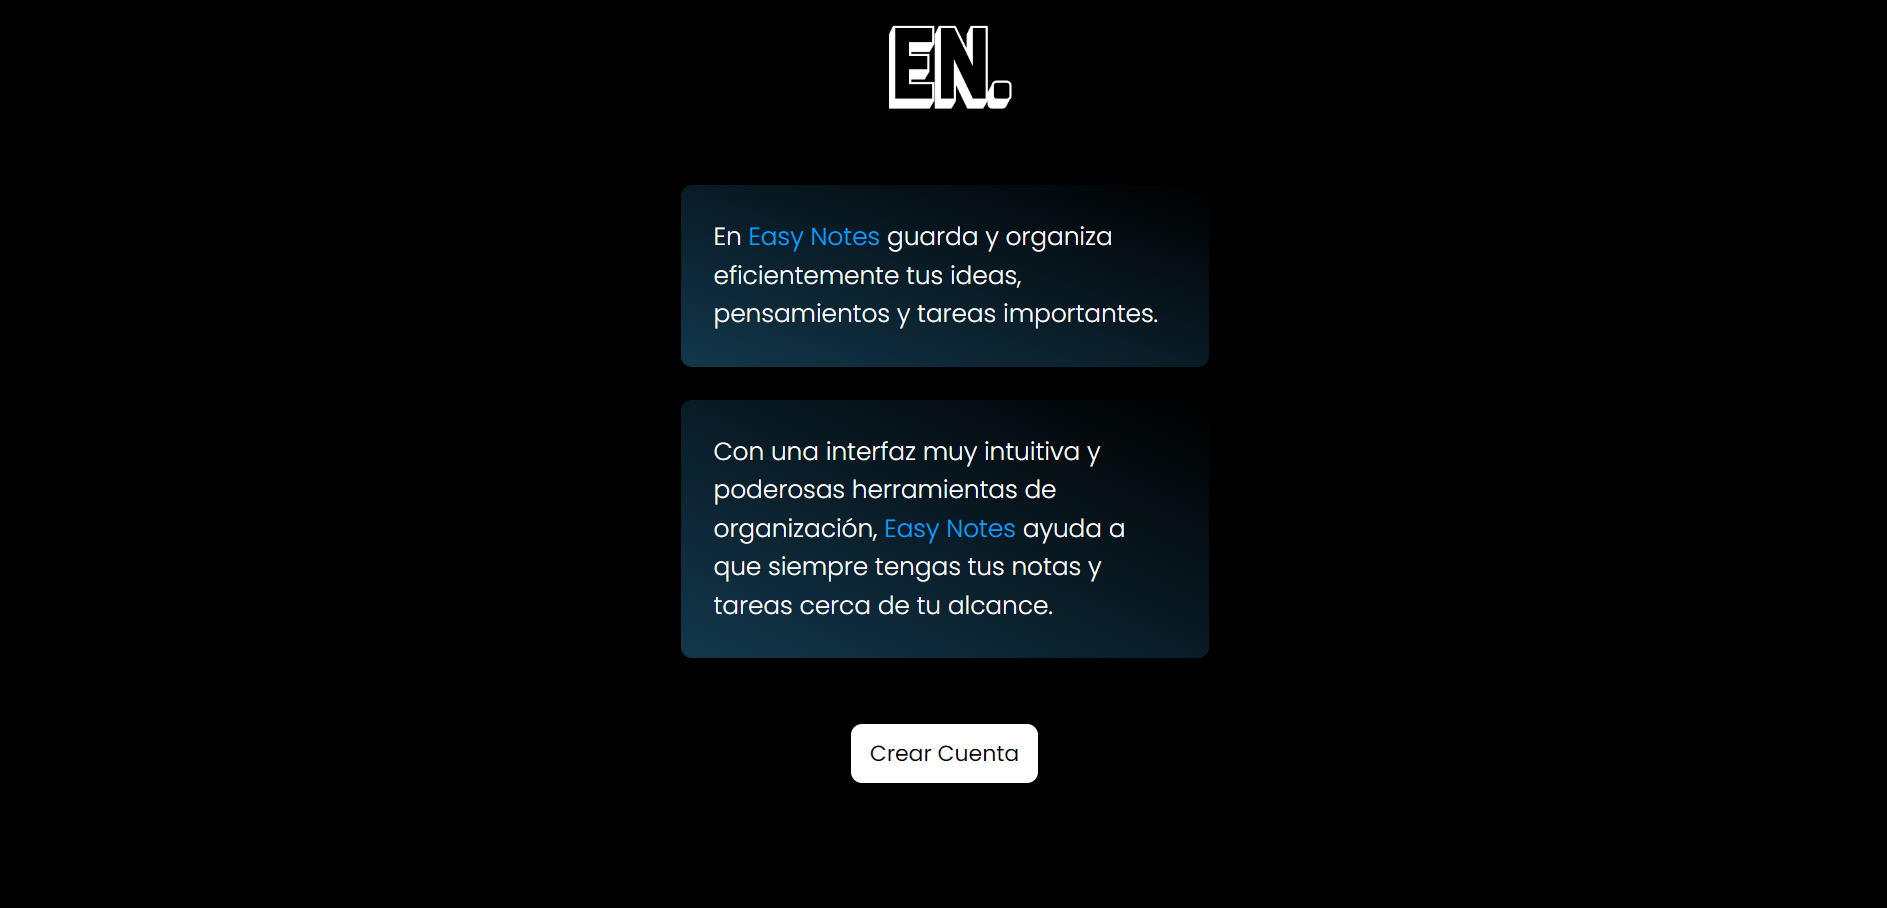 EN.
En Easy Notes guarda y organiza
eficientemente tus ideas,
pensamientos y tareas importantes.
Con una interfaz muy intuitiva y
poderosas herramientas de
organización, Easy Notes ayuda a
que siempre tengas tus notas y
tareas cerca de tu alcance.
Crear Cuenta